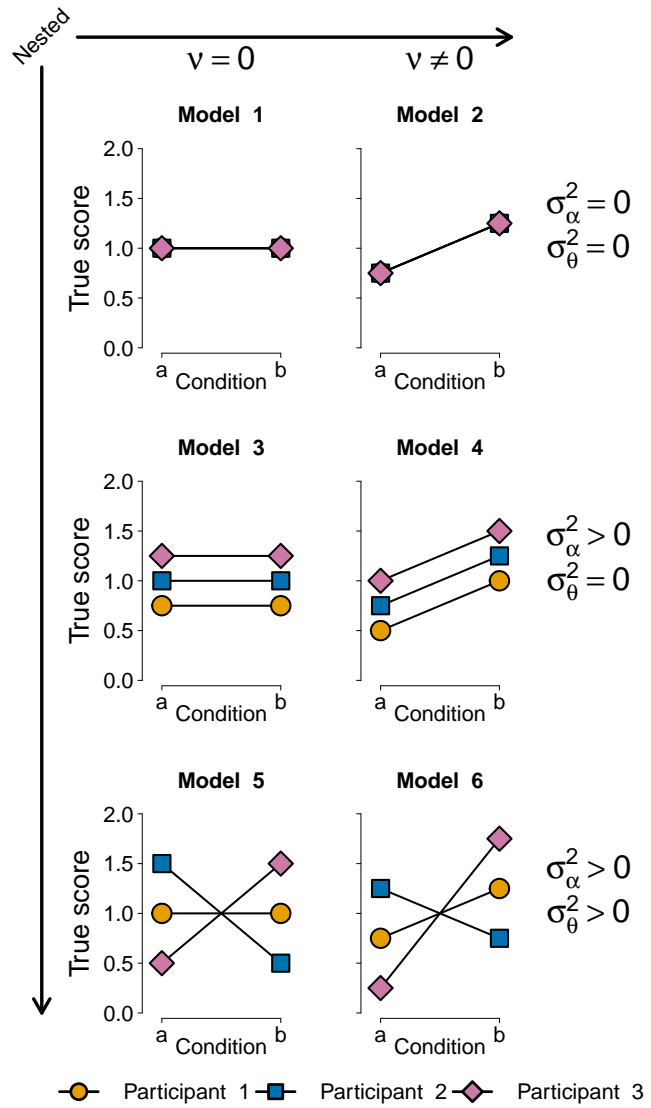 Nested
ν = 0 ν ≠ 0
Model 1 Model 2
2.0
1.5
1.0
0.5
0.0
True score
a b a b
Condition Condition
σ²α = 0
σ²θ = 0
Model 3 Model 4
2.0
1.5
1.0
0.5
0.0
True score
a b a b
Condition Condition
σ²α > 0
σ²θ = 0
Model 5 Model 6
2.0
1.5
1.0
0.5
0.0
True score
a b a b
Condition Condition
σ²α > 0
σ²θ > 0
Participant 1 Participant 2 Participant 3